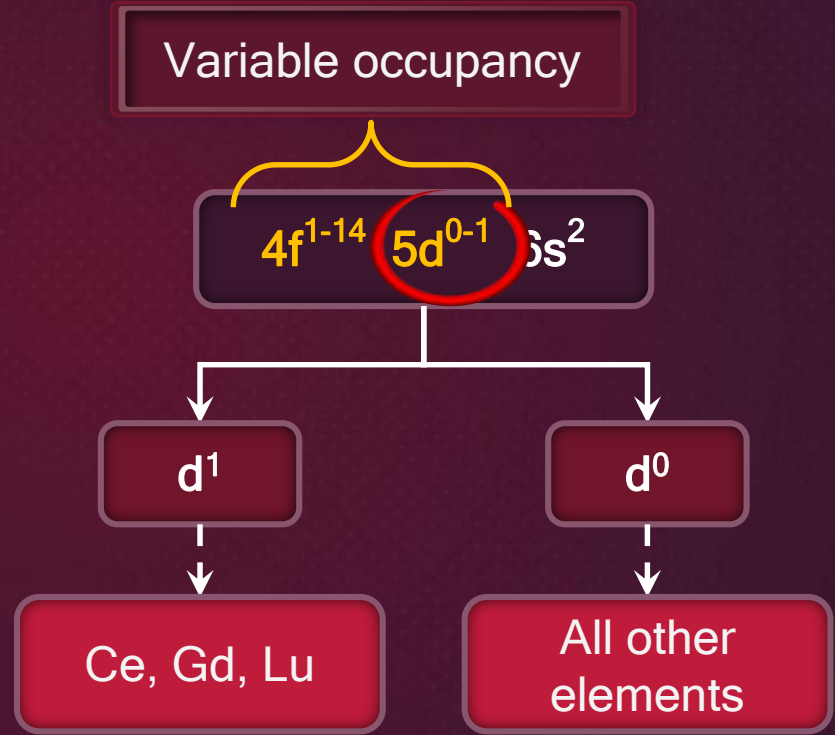 Variable occupancy
4f¹⁻¹⁴ 5d⁰⁻¹ 6s²
d¹
d⁰
Ce, Gd, Lu
All other
elements